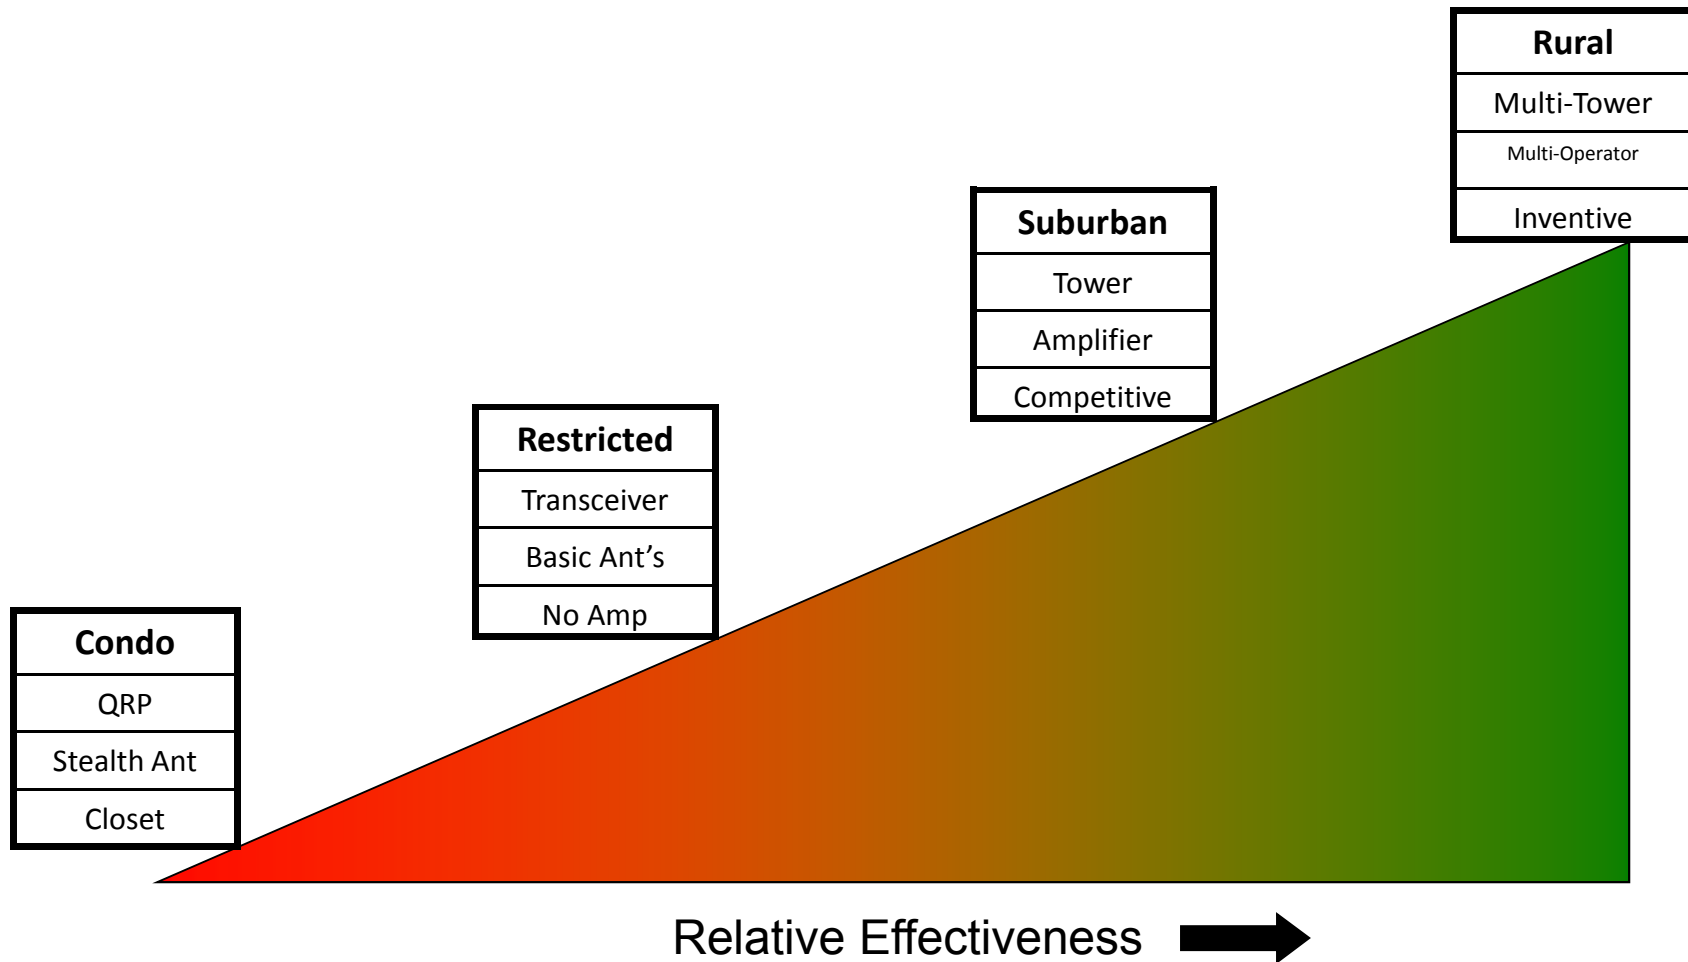 Rural
Multi-Tower
Multi-Operator
Inventive
Suburban
Tower
Amplifier
Competitive
Restricted
Transceiver
Basic Ant’s
No Amp
Condo
QRP
Stealth Ant
Closet
Relative Effectiveness